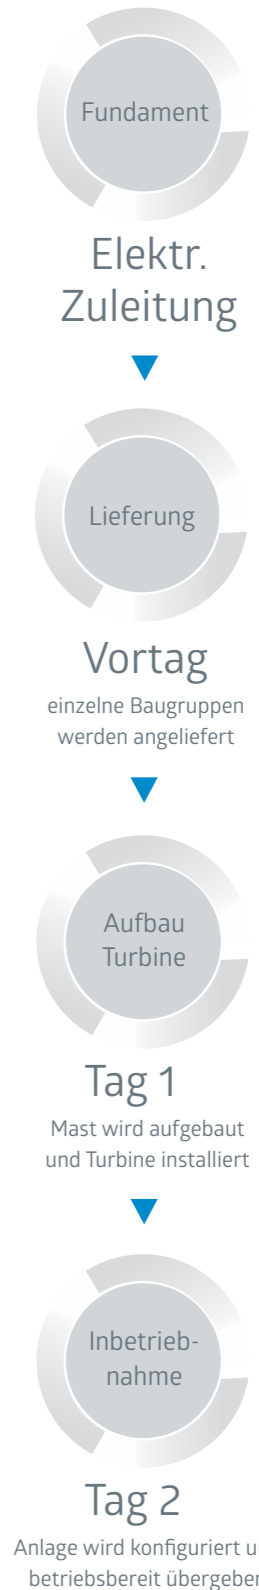 Fundament
Elektr.
Zuleitung
Lieferung
Vortag
einzelne Baugruppen
werden angeliefert
Aufbau
Turbine
Tag 1
Mast wird aufgebaut
und Turbine installiert
Inbetrieb-
nahme
Tag 2
Anlage wird konfiguriert
betriebsbereit